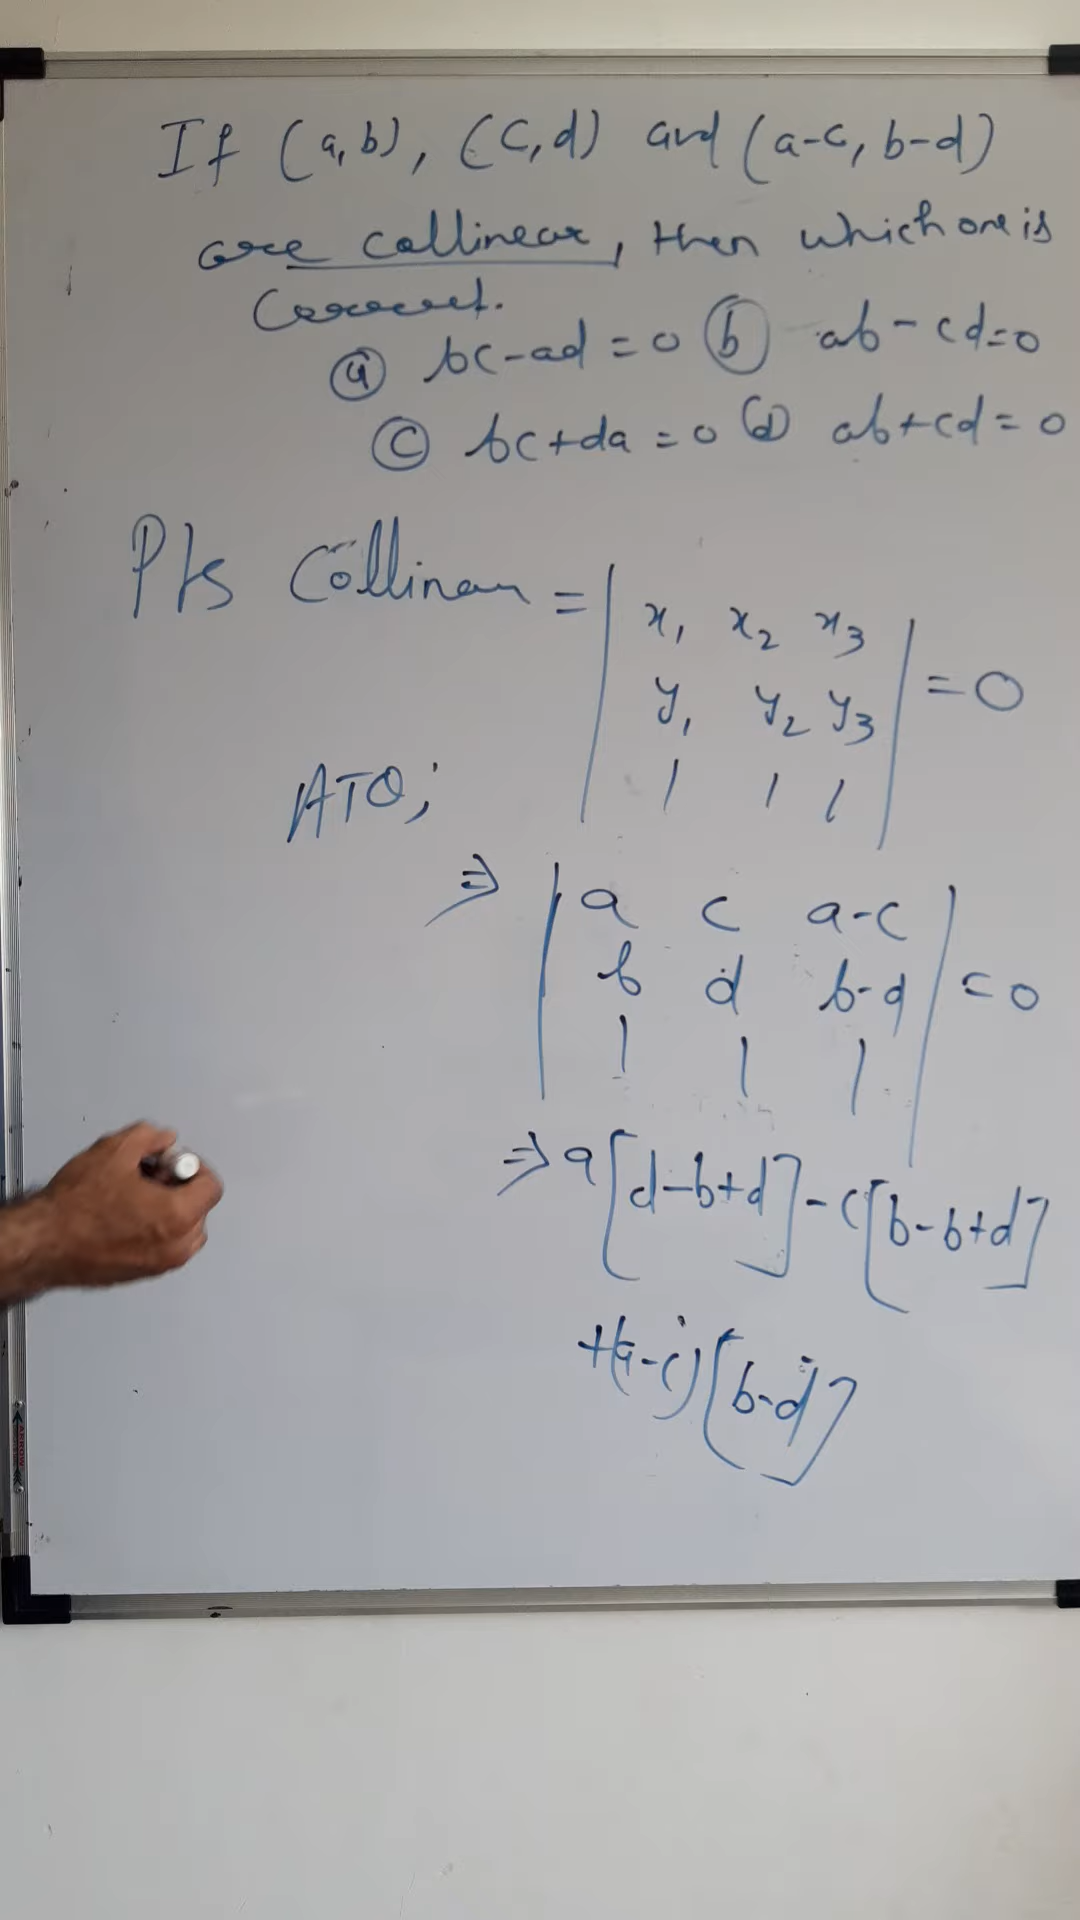 If (a,b), (c,d) and (a-c, b-d)
are collinear, then which one is
correct.
(a) bc-ad=0 (b) ab-cd=0
(c) bc+da=0 (d) ab+cd=0
Pts Collinear = | x₁ x₂ x₃ |
| y₁ y₂ y₃ | =0
| 1 1 1 |
ATQ;
⇒ | a c a-c |
| b d b-d | =0
| 1 1 1 |
⇒ a[d-b+d]-c[b-b+d]
+(a-c)[b-d]
ARROW